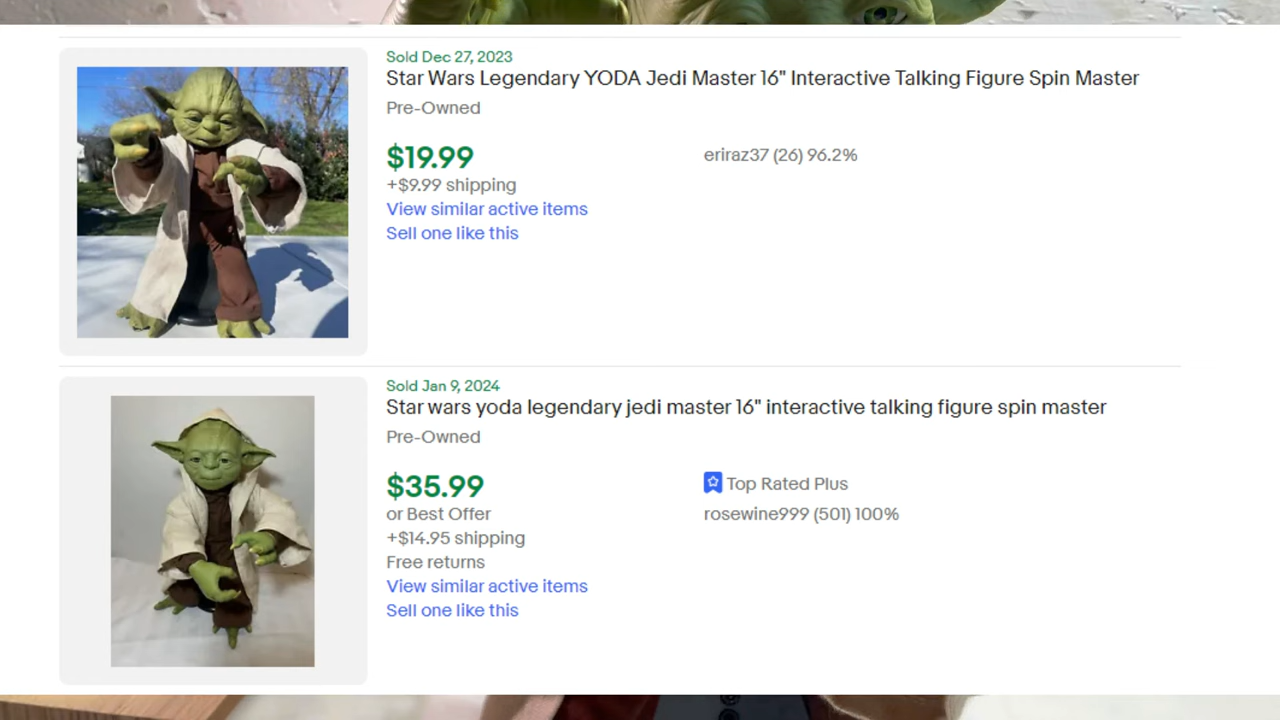 Sold Dec 27, 2023
Star Wars Legendary YODA Jedi Master 16" Interactive Talking Figure Spin Master
Pre-Owned
$19.99
eriraz37 (26) 96.2%
+$9.99 shipping
View similar active items
Sell one like this
Sold Jan 9, 2024
Star wars yoda legendary jedi master 16" interactive talking figure spin master
Pre-Owned
$35.99
Top Rated Plus
or Best Offer
rosewine999 (501) 100%
+$14.95 shipping
Free returns
View similar active items
Sell one like this